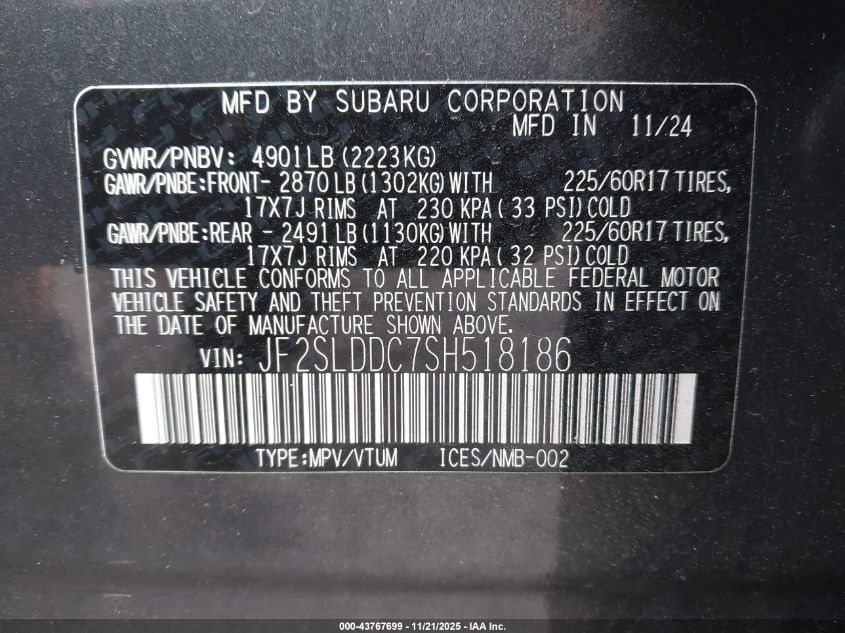 MFD BY SUBARU CORPORATION
MFD IN 11/24
GVWR/PNBV: 4901LB(2223KG)
GAWR/PNBE:FRONT- 2870LB(1302KG)WITH 225/60R17 TIRES,
17X7J RIMS AT 230 KPA(33 PSI)COLD
GAWR/PNBE:REAR - 2491LB(1130KG)WITH 225/60R17 TIRES,
17X7J RIMS AT 220 KPA(32 PSI)COLD
THIS VEHICLE CONFORMS TO ALL APPLICABLE FEDERAL MOTOR
VEHICLE SAFETY AND THEFT PREVENTION STANDARDS IN EFFECT ON
THE DATE OF MANUFACTURE SHOWN ABOVE.
VIN: JF2SLDDC7SH518186
TYPE:MPV/VTUM ICES/NMB-002
000-43767699 - 11/21/2025 - IAA Inc.